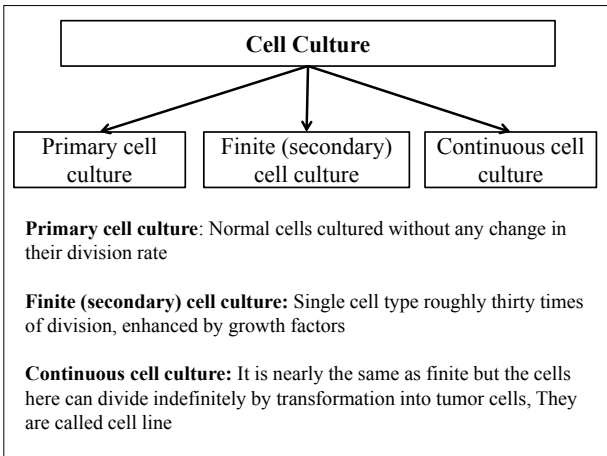 Cell Culture
Primary cell
culture
Finite (secondary)
cell culture
Continuous cell
culture
Primary cell culture: Normal cells cultured without any change in
their division rate
Finite (secondary) cell culture: Single cell type roughly thirty times
of division, enhanced by growth factors
Continuous cell culture: It is nearly the same as finite but the cells
here can divide indefinitely by transformation into tumor cells, They
are called cell line